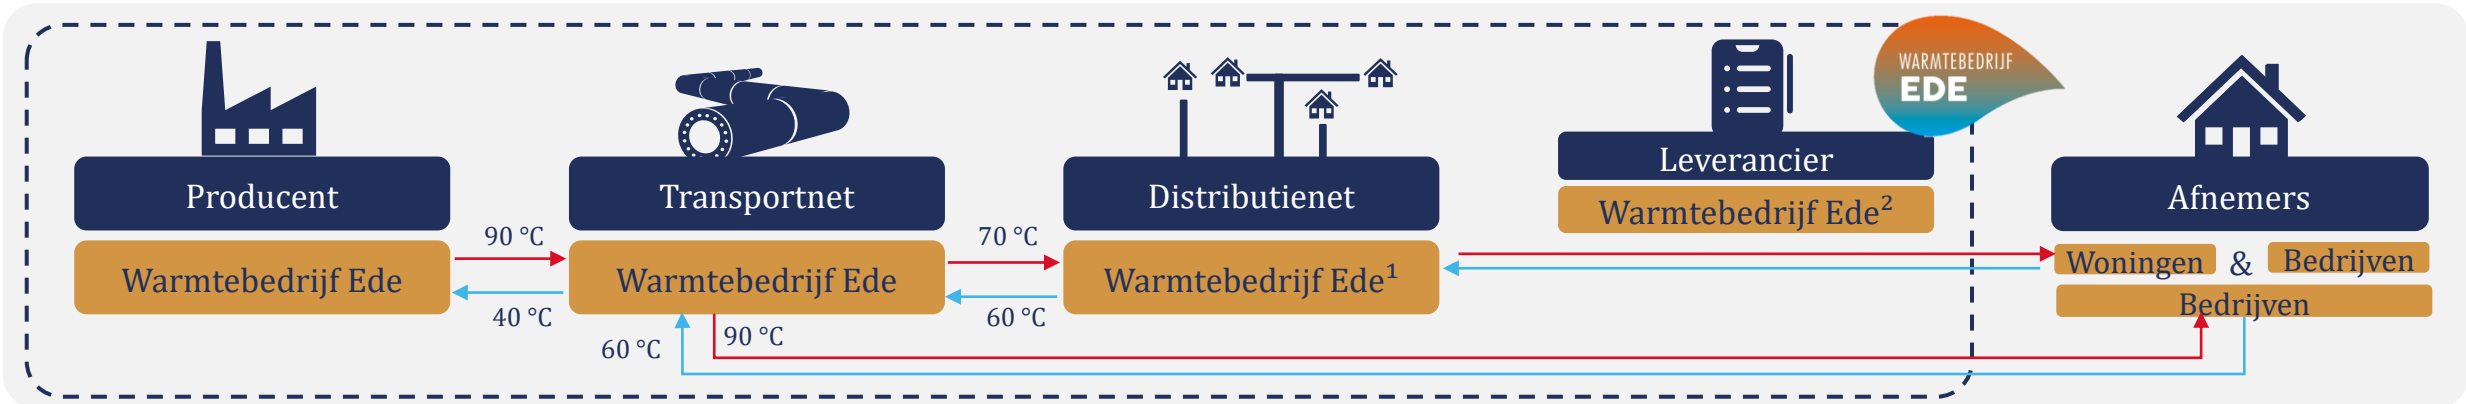 WARMTEBEDRIJF
EDE
Producent
Transportnet
Distributienet
Leverancier
Afnemers
Warmtebedrijf Ede
90 °C
40 °C
Warmtebedrijf Ede
70 °C
60 °C
Warmtebedrijf Ede¹
Warmtebedrijf Ede²
Woningen & Bedrijven
Bedrijven
60 °C
90 °C